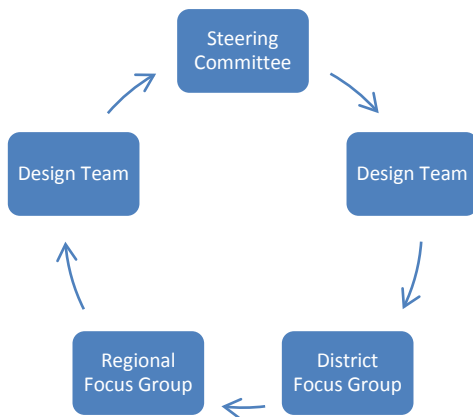 Steering
Committee
Design Team
Design Team
Regional
Focus Group
District
Focus Group